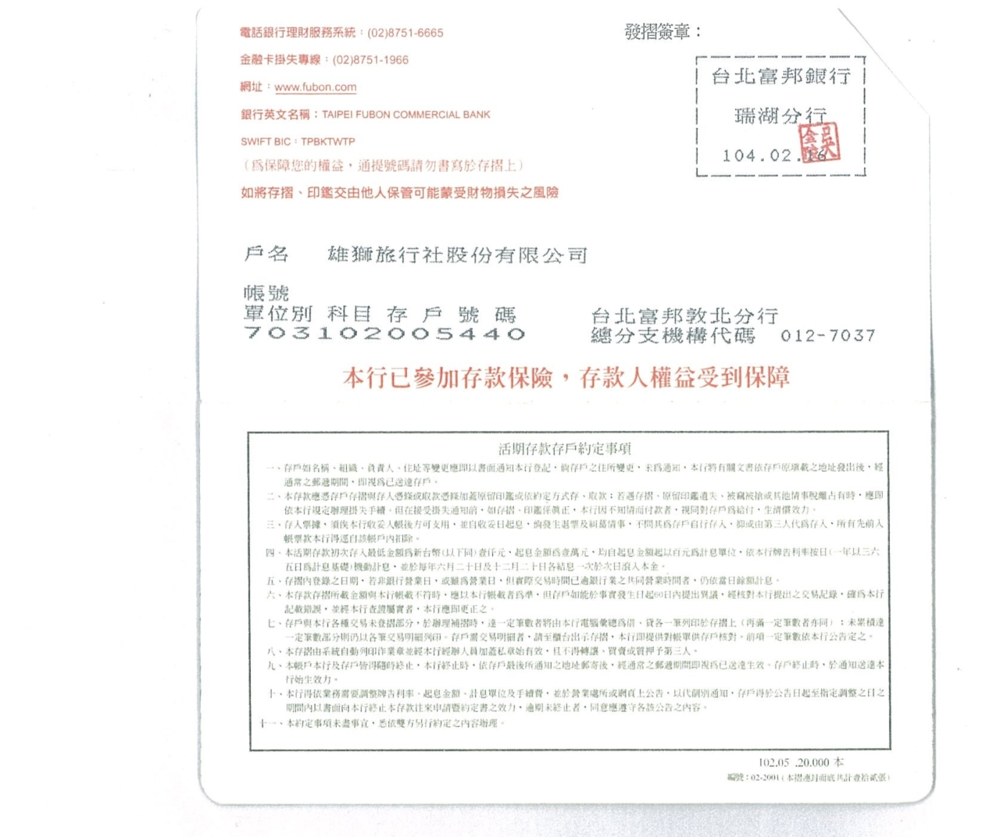 電話銀行理財服務系統：(02)8751-6665
金融卡掛失專線：(02)8751-1966
網址：www.fubon.com
銀行英文名稱：TAIPEI FUBON COMMERCIAL BANK
SWIFT BIC：TPBKTWTP
（為保障您的權益，通提號碼請勿書寫於存摺上）
如將存摺、印鑑交由他人保管可能蒙受財物損失之風險
發摺簽章：
台北富邦銀行
瑞湖分行
104.02.16
戶名 雄獅旅行社股份有限公司
帳號
單位別 科目 存 戶 號 碼
703102005440
台北富邦敦北分行
總分支機構代碼 012-7037
本行已參加存款保險，存款人權益受到保障
活期存款存戶約定事項
一、存戶如名稱、組織、負責人、住址等變更應即以書面通知本行登記，倘存戶之住所變更，未為通知，本行將有關文書依存戶原填載之地址發出後，經
通常之郵遞期間，即視為已送達存戶。
二、本存款應憑存戶存摺與存入憑條或取款憑條加蓋原留印鑑或依約定方式存、取款；若遇存摺、原留印鑑遺失、被竊被搶或其他情事脫離占有時，應即
依本行規定辦理掛失手續。但在接受掛失通知前，如存摺、印鑑係真正，本行因不知情而付款者，視同對存戶為給付，生清償效力。
三、存入票據，須俟本行收妥入帳後方可支用，並自收妥日起息，倘發生退票及糾葛情事，不問其為存戶自行存入，抑或由第三人代為存入，所有先前入
帳票款本行得逕自該帳戶內扣除。
四、本活期存款初次存入最低金額為新台幣(以下同)壹仟元，起息金額為壹萬元，均自起息金額起以百元為計息單位，依本行牌告利率按日(一年以三六
五日為計息基礎)機動計息，並於每年六月二十日及十二月二十日各結息一次於次日滾入本金。
五、存摺內登錄之日期，若非銀行營業日，或雖為營業日，但實際交易時間已逾銀行業之共同營業時間者，仍依當日餘額計息。
六、本存款存摺所載金額與本行帳載不符時，應以本行帳載者為準，但存戶如能於事實發生日起60日內提出異議，經核對本行提出之交易記錄，確為本行
記載錯誤，並經本行查證屬實者，本行應即更正之。
七、存戶與本行各種交易未登摺部分，於辦理補摺時，達一定筆數者將由本行電腦彙總為借、貸各一筆列印於存摺上（再滿一定筆數者亦同）；未累積達
一定筆數部分則仍以各筆交易明細列印。存戶需交易明細者，請至櫃台出示存摺，本行即提供對帳單供存戶核對。前項一定筆數依本行公告定之。
八、本存摺由系統自動列印作業章並經本行經辦人員加蓋私章始有效，且不得轉讓、買賣或質押予第三人。
九、本帳戶本行及存戶皆得隨時終止，本行終止時，依存戶最後所通知之地址郵寄後，經通常之郵遞期間即視為已送達生效。存戶終止時，於通知送達本
行始生效力。
十、本行得依業務需要調整牌告利率、起息金額、計息單位及手續費，並於營業處所或網頁上公告，以代個別通知，存戶得於公告日起至指定調整之日之
期間內以書面向本行終止本存款往來申請暨約定書之效力，逾期未終止者，同意應遵守各該公告之內容。
十一、本約定事項未盡事宜，悉依雙方另行約定之內容辦理。
102.05 .20.000 本
編號：02-2001（本摺連封面底共計壹拾貳張）